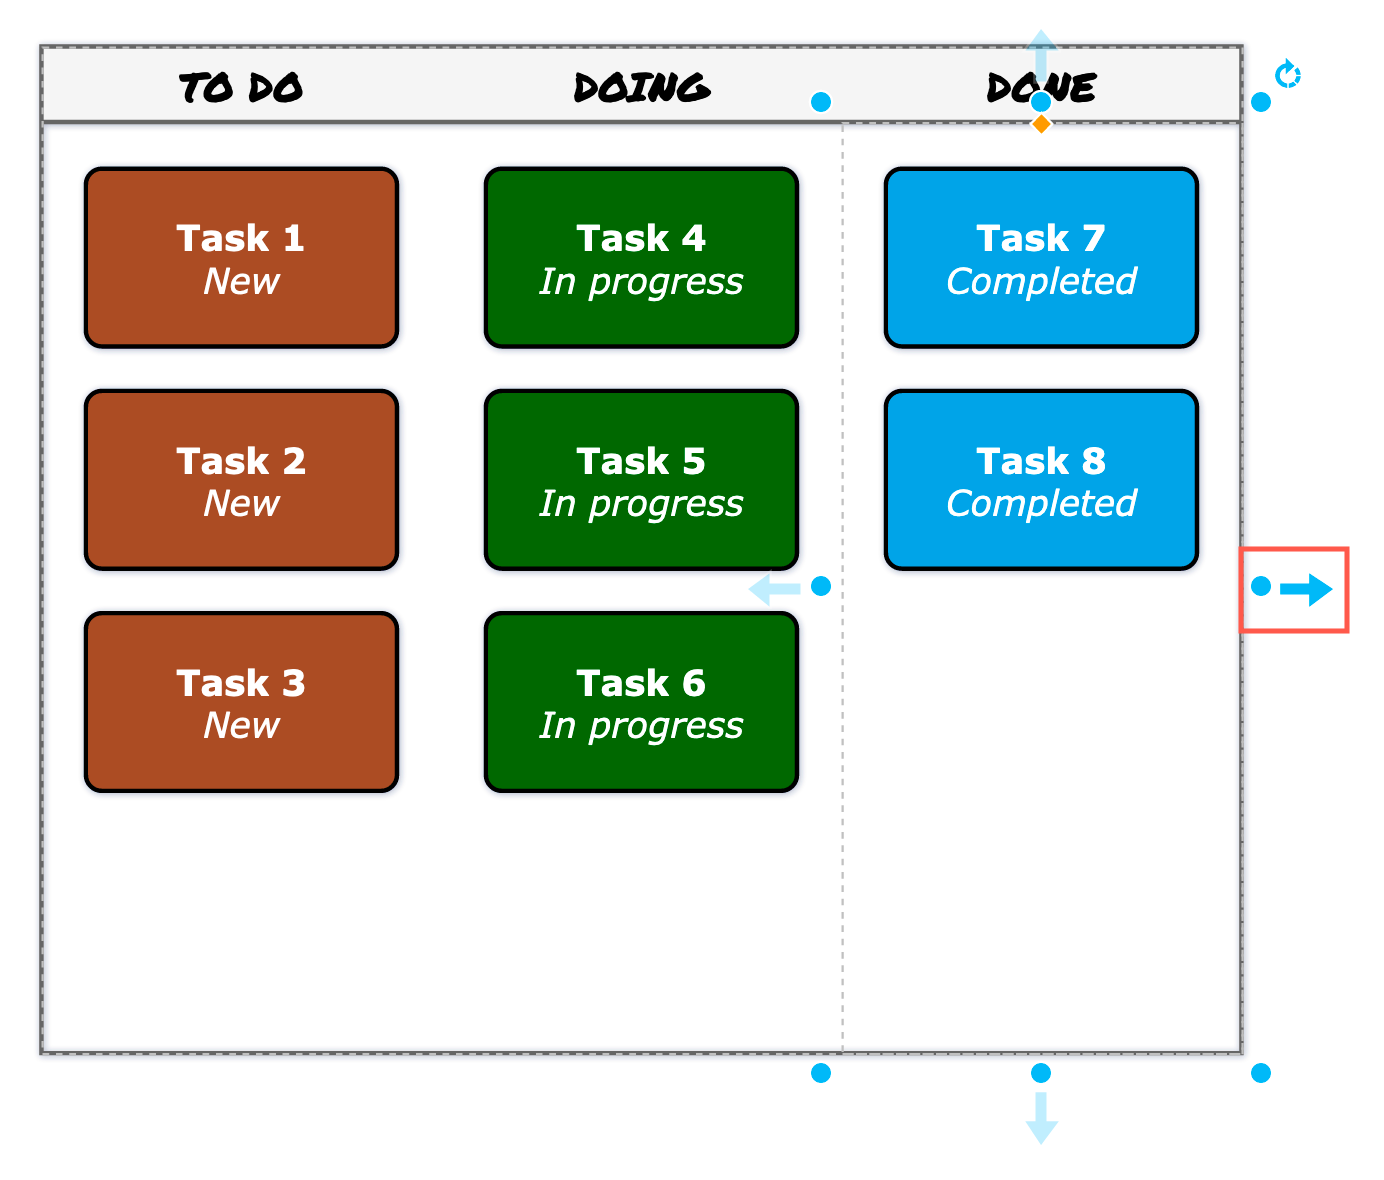 TO DO
DOING
DONE
Task 1
New
Task 4
In progress
Task 7
Completed
Task 2
New
Task 5
In progress
Task 8
Completed
Task 3
New
Task 6
In progress